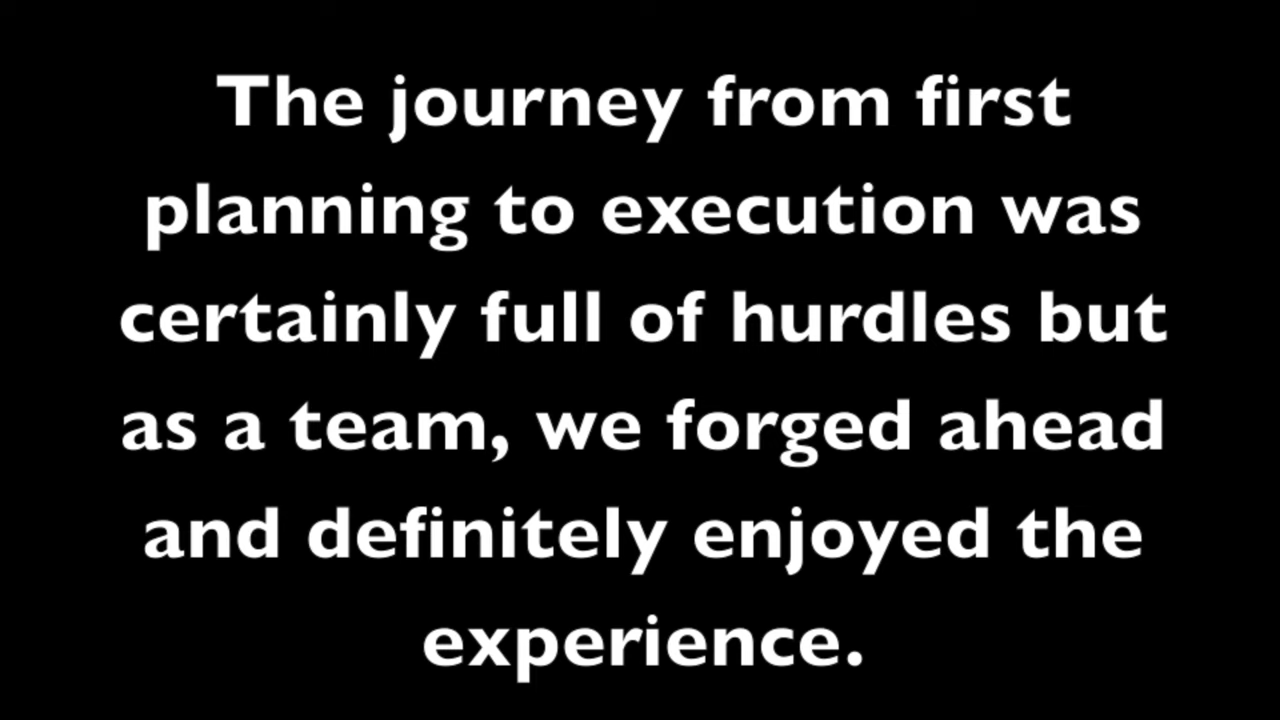 The journey from first
planning to execution was
certainly full of hurdles but
as a team, we forged ahead
and definitely enjoyed the
experience.